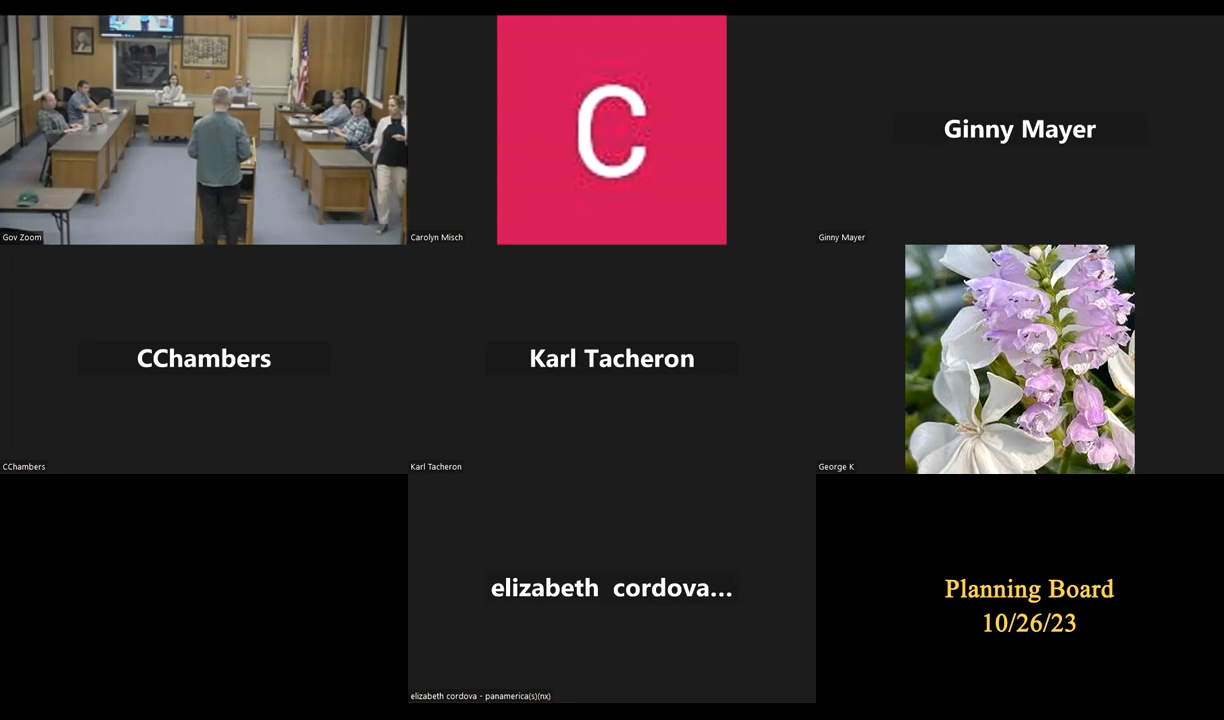 Gov Zoom
C
Carolyn Misch
Ginny Mayer
Ginny Mayer
CChambers
CChambers
Karl Tacheron
Karl Tacheron
George K
elizabeth cordova...
elizabeth cordova - panamerica(s)(nx)
Planning Board
10/26/23